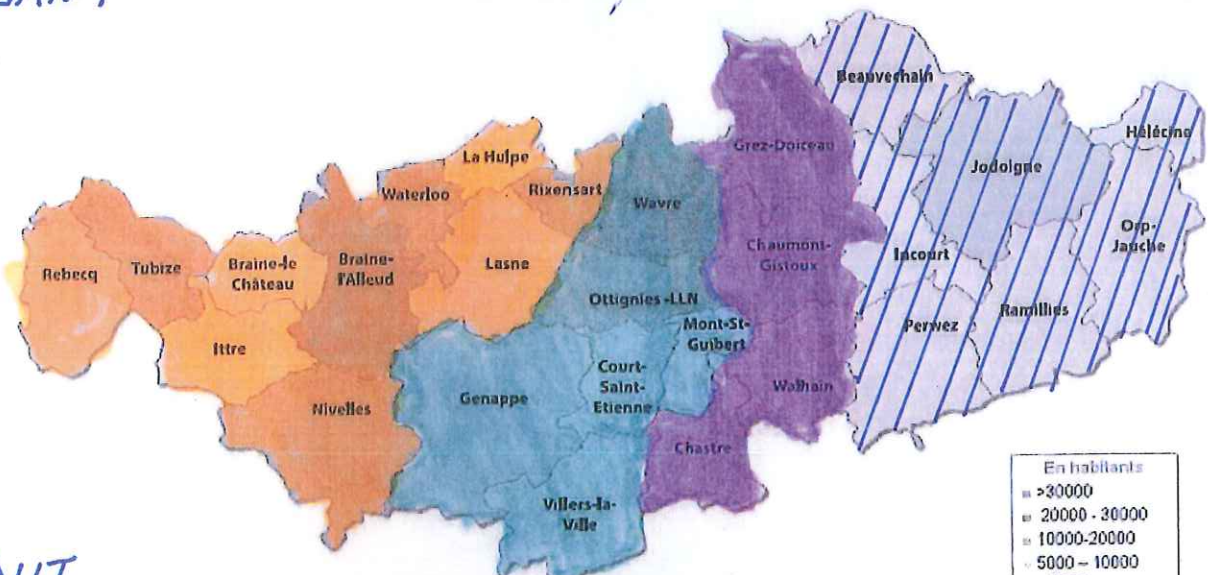 Beauvechain
Hélécine
Jodoigne
Grez-Doiceau
La Hulpe
Waterloo
Rixensart
Wavre
Orp-
Jauche
Chaumont-
Gistoux
Incourt
Rebecq
Tubize
Braine-le
Château
Braine-
l'Alleud
Lasne
Ottignies -LLN
Ramillies
Perwez
Mont-St-
Guibert
Ittre
Court-
Saint-
Etienne
Walhain
Genappe
Nivelles
Chastre
Villers-la-
Ville
En habitants
>30000
20000 - 30000
10000-20000
5000 – 10000